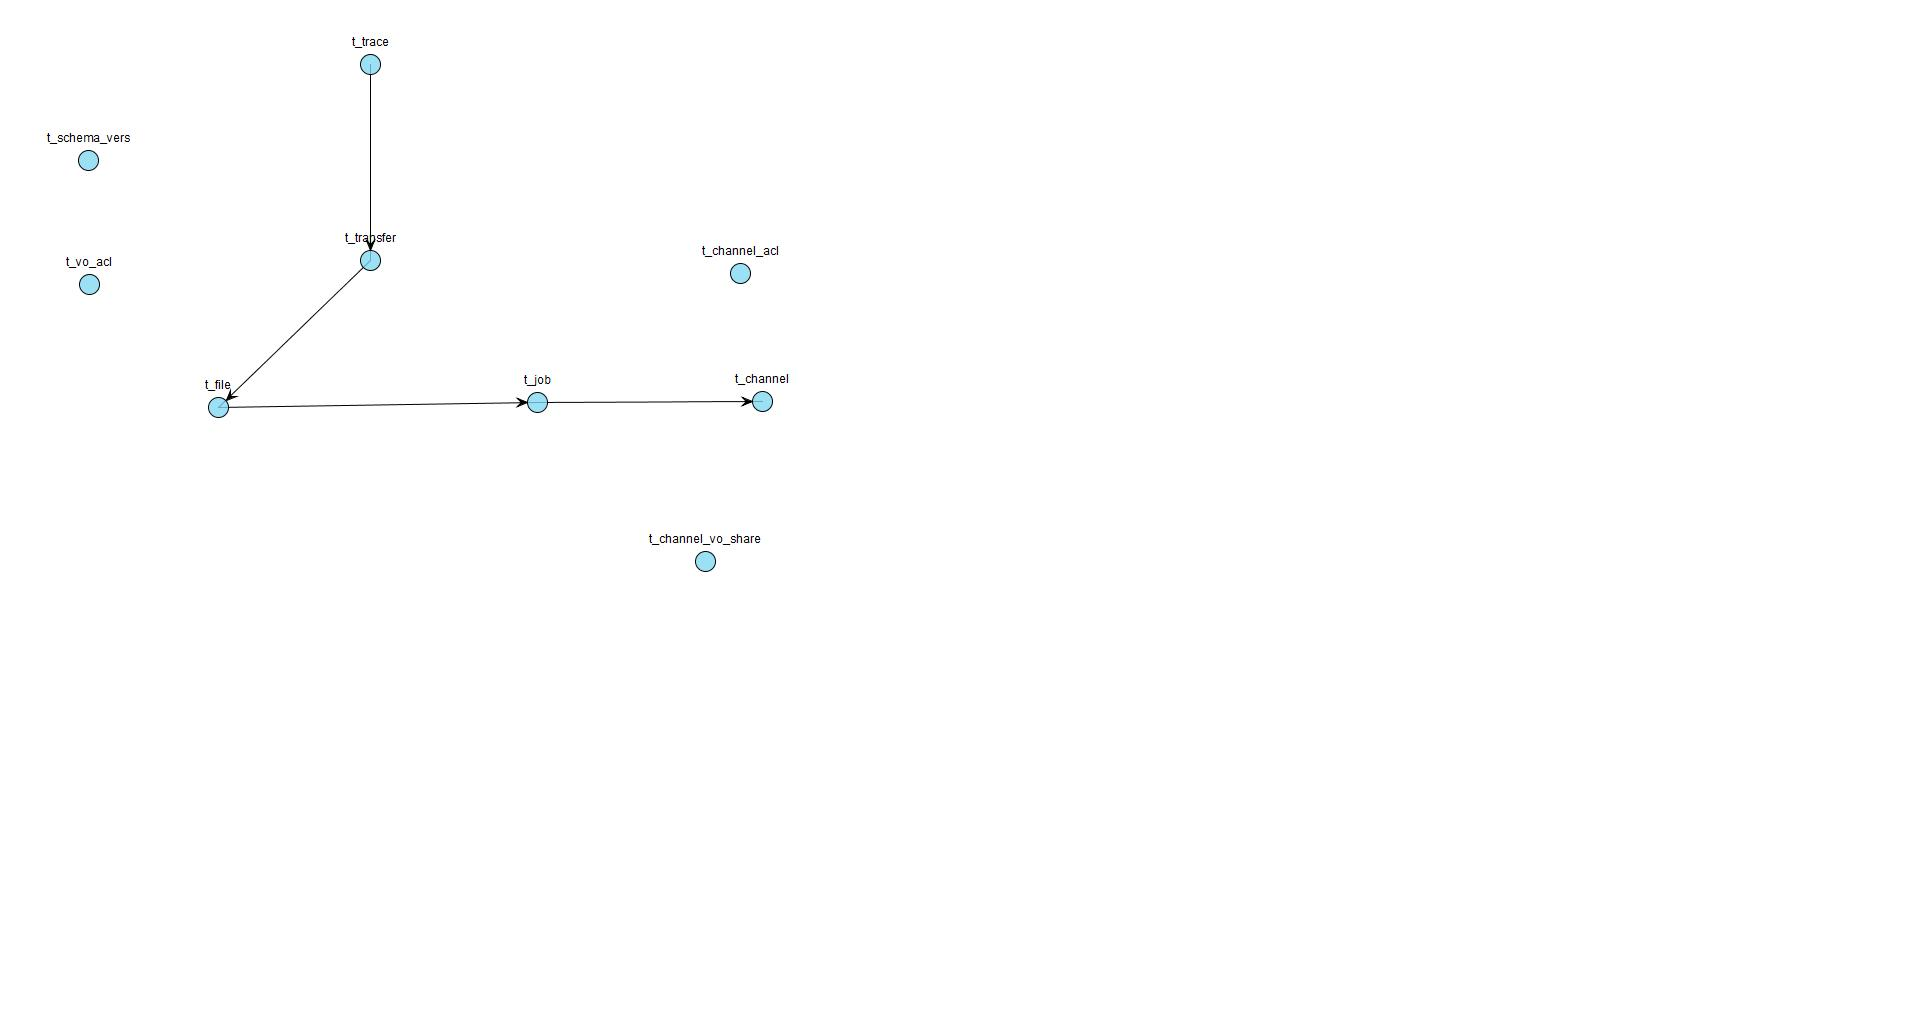 t_trace
t_schema_vers
t_transfer
t_channel_acl
t_vo_acl
t_file
t_job
t_channel
t_channel_vo_share